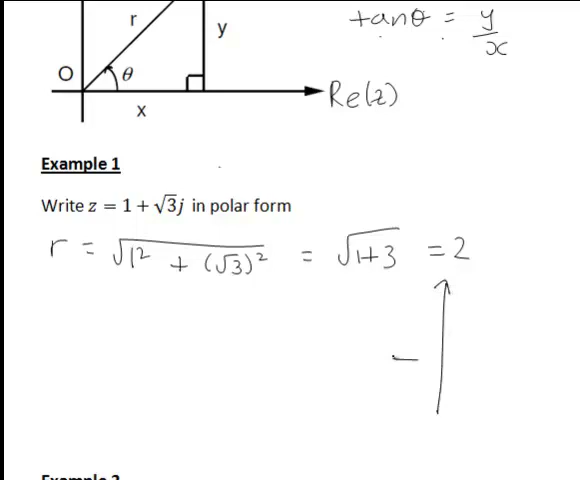 r
y
tanθ = y/x
O
θ
x
Re(z)
Example 1
Write z = 1 + √3j in polar form
r = √(1² + (√3)²) = √(1+3) = 2